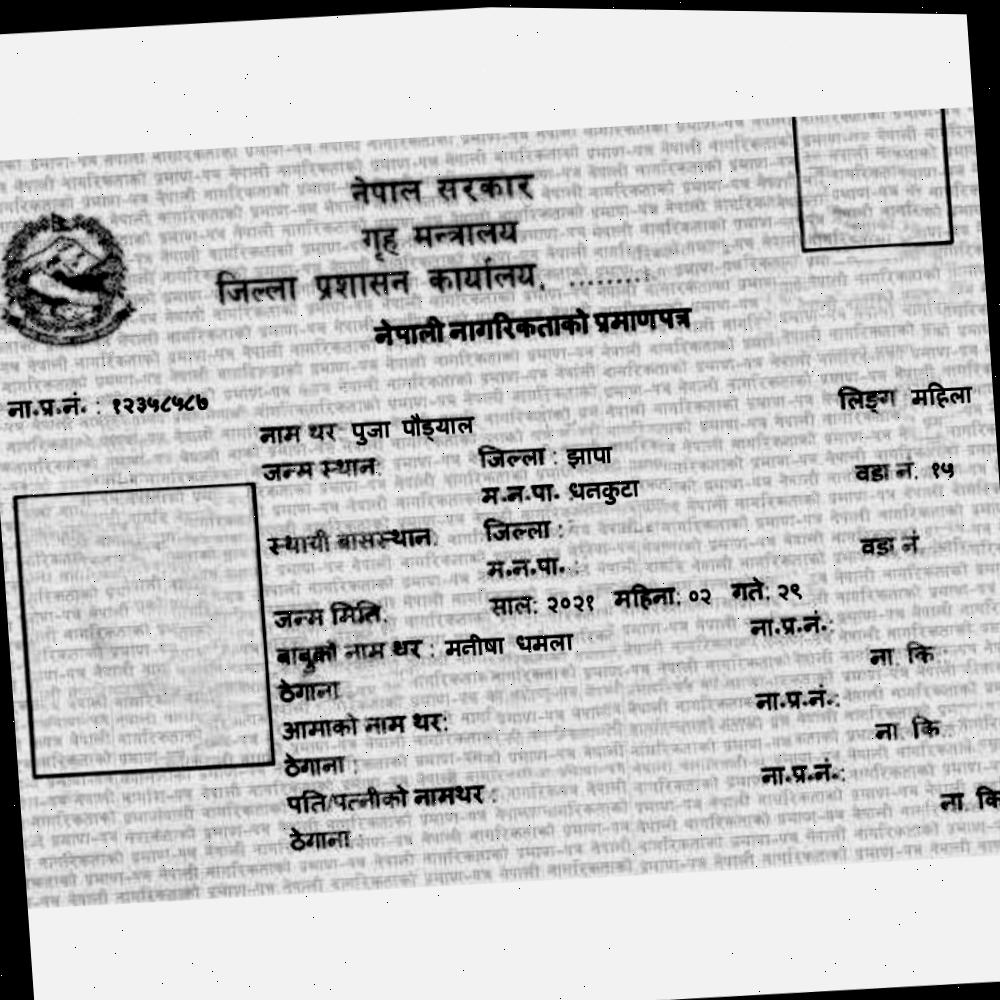 नेपाल सरकार
गृह मन्त्रालय
जिल्ला प्रशासन कार्यालय, .........
नेपाली नागरिकताको प्रमाणपत्र
ना.प्र.नं. : १२३५८५८७
लिङ्ग महिला
नाम थर पुजा पौड्याल
जन्म स्थान: जिल्ला : झापा
म.न.पा. धनकुटा वडा नं. १५
स्थायी बासस्थान: जिल्ला :
म.न.पा. : वडा नं
जन्म मिति. साल: २०२१ महिना: ०२ गते: २९
बाबुको नाम थर : मनीषा धमला ना.प्र.नं.:
ठेगाना ना. कि
आमाको नाम थर: ना.प्र.नं.:
ठेगाना : ना. कि
पति/पत्नीको नामथर : ना.प्र.नं.:
ठेगाना : ना. कि